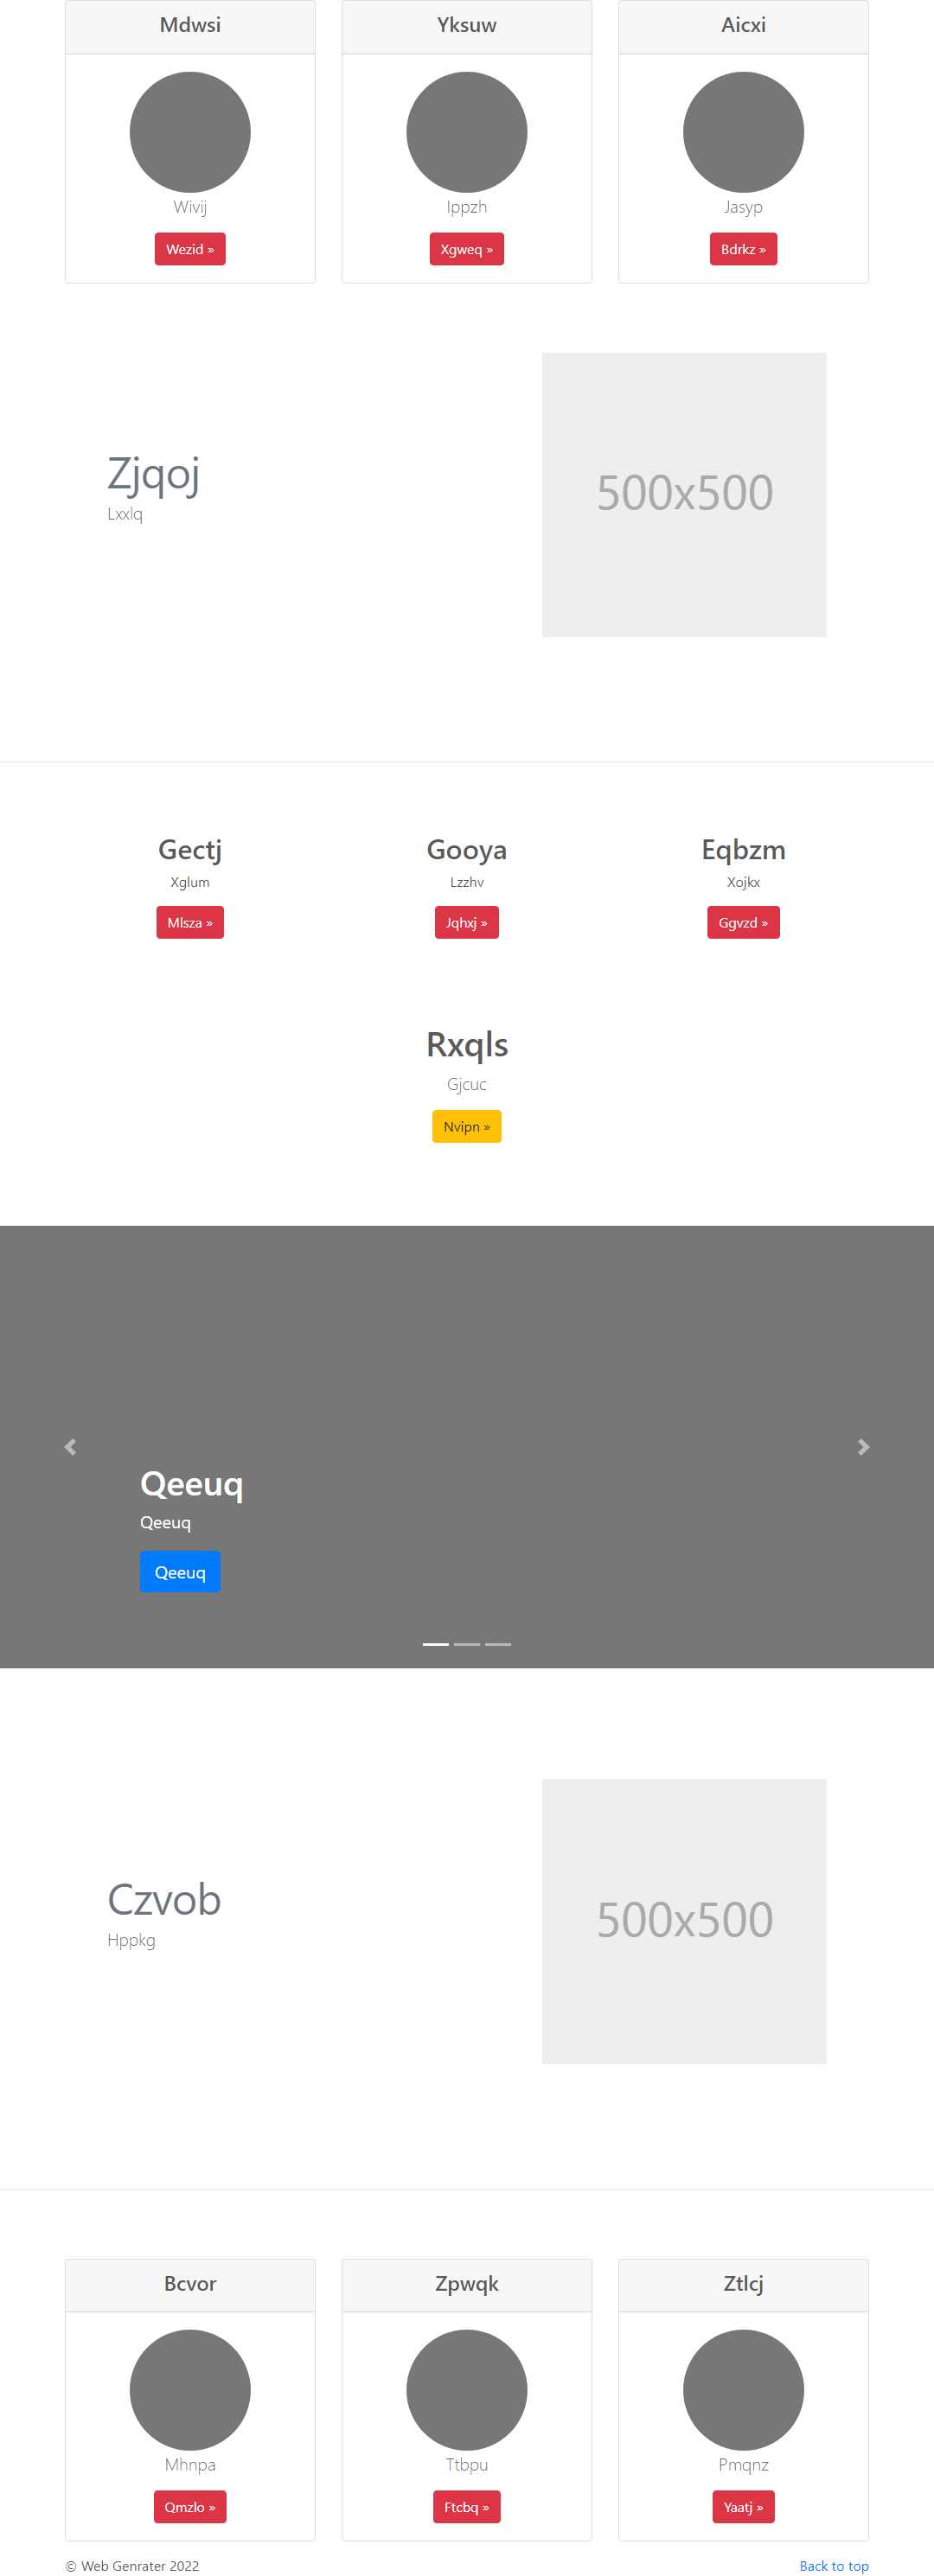 Mdwsi
Yksuw
Aicxi
Wivij
Ippzh
Jasyp
Wezid »
Xgweq »
Bdrkz »
Zjqoj
Lxxlq
500x500
Gectj
Gooya
Eqbzm
Xglum
Lzzhv
Xojkx
Mlsza »
Jqhxj »
Ggvzd »
Rxqls
Gjcuc
Nvipn »
Qeeuq
Qeeuq
Qeeuq
Czvob
Hppkg
500x500
Bcvor
Zpwqk
Ztlcj
Mhnpa
Ttbpu
Pmqnz
Qmzlo »
Ftcbq »
Yaatj »
© Web Genrater 2022
Back to top